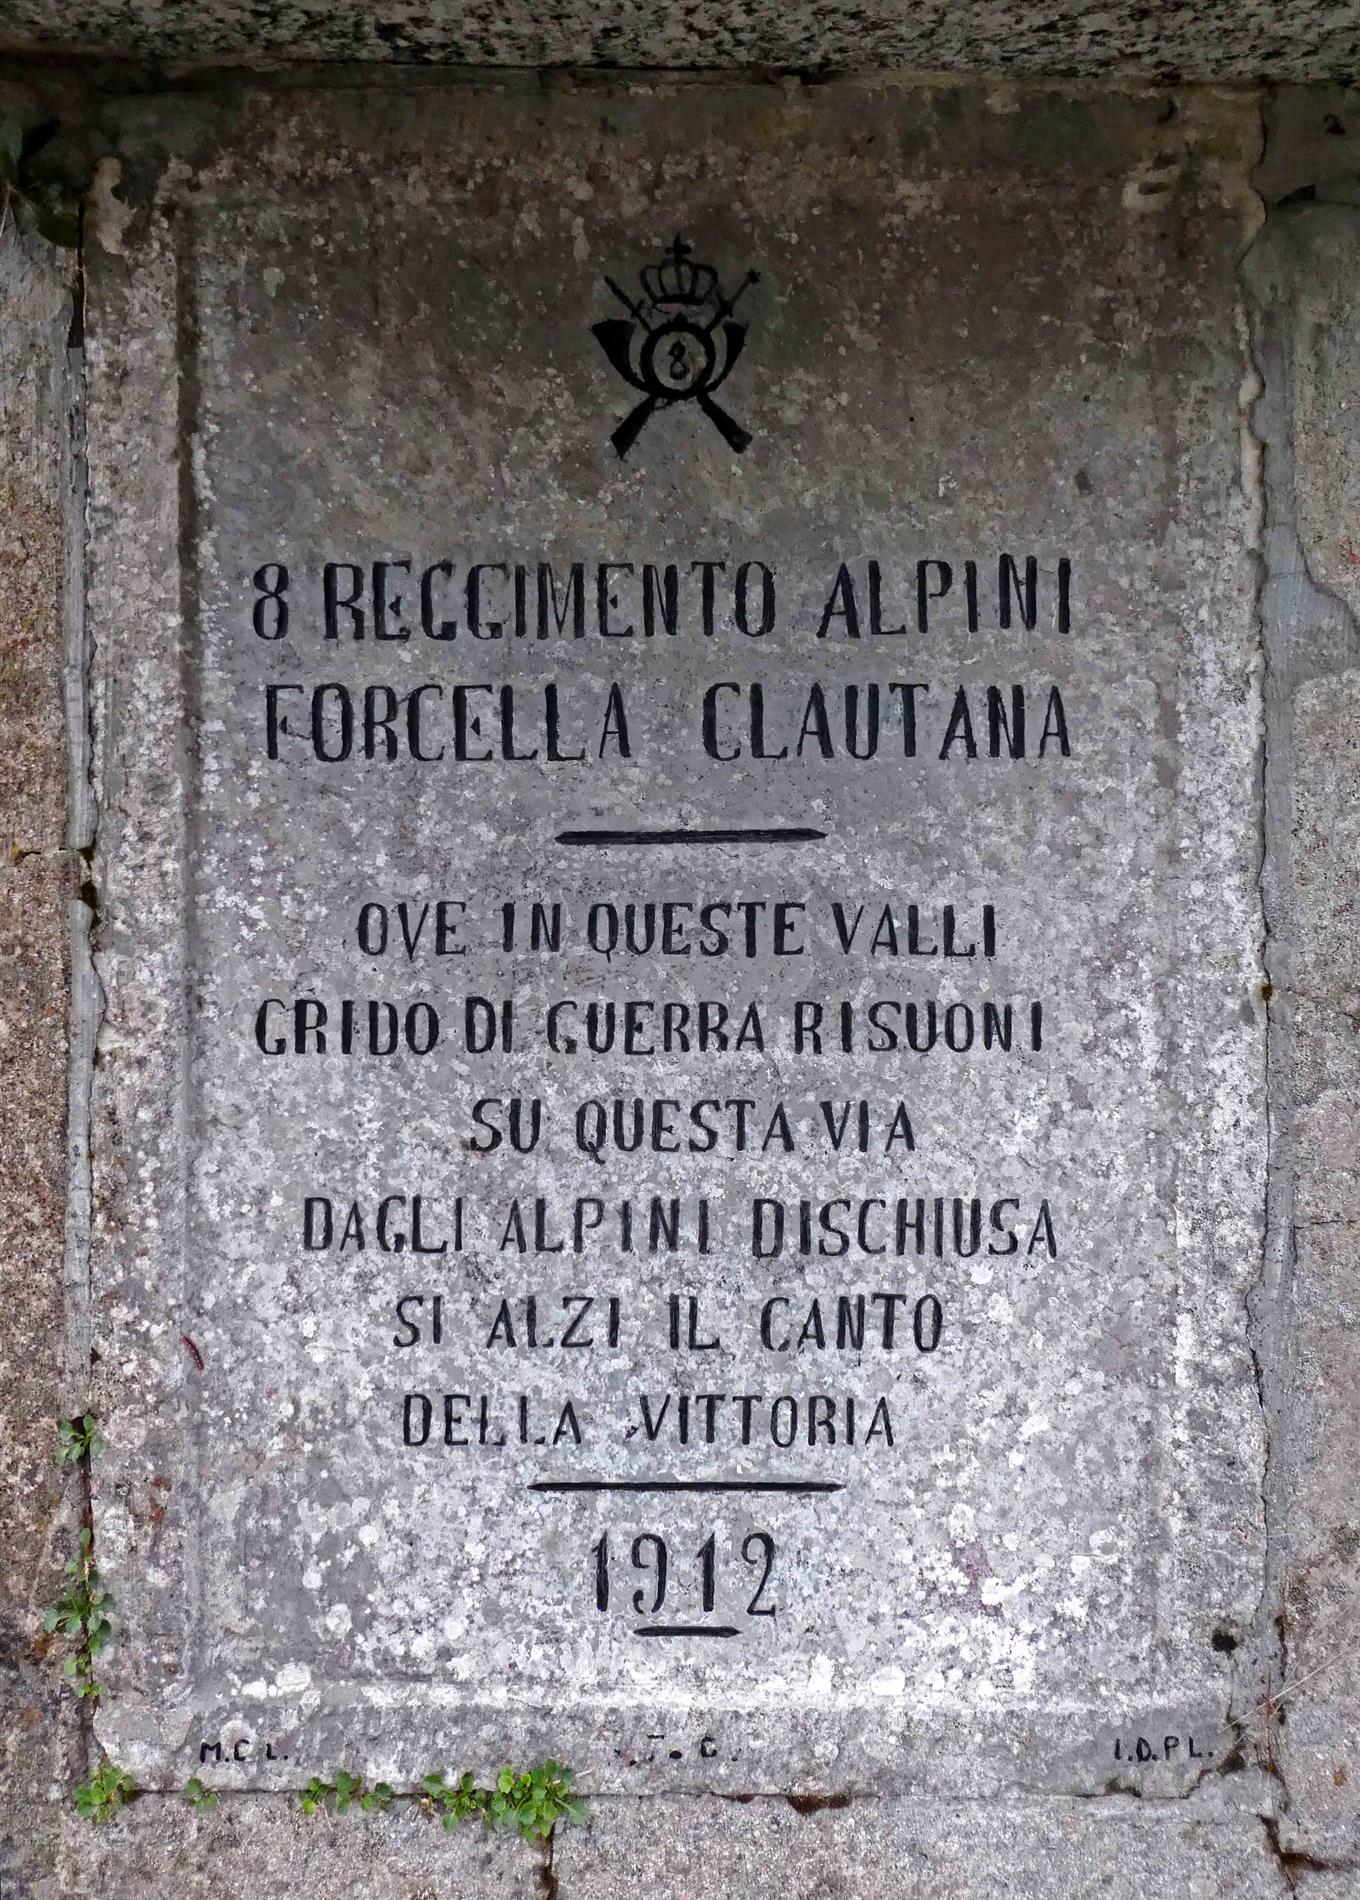 8
8 REGGIMENTO ALPINI
FORCELLA CLAUTANA
OVE IN QUESTE VALLI
GRIDO DI GUERRA RISUONI
SU QUESTA VIA
DAGLI ALPINI DISCHIUSA
SI ALZI IL CANTO
DELLA VITTORIA
1912
M.C L. I.D.P L.